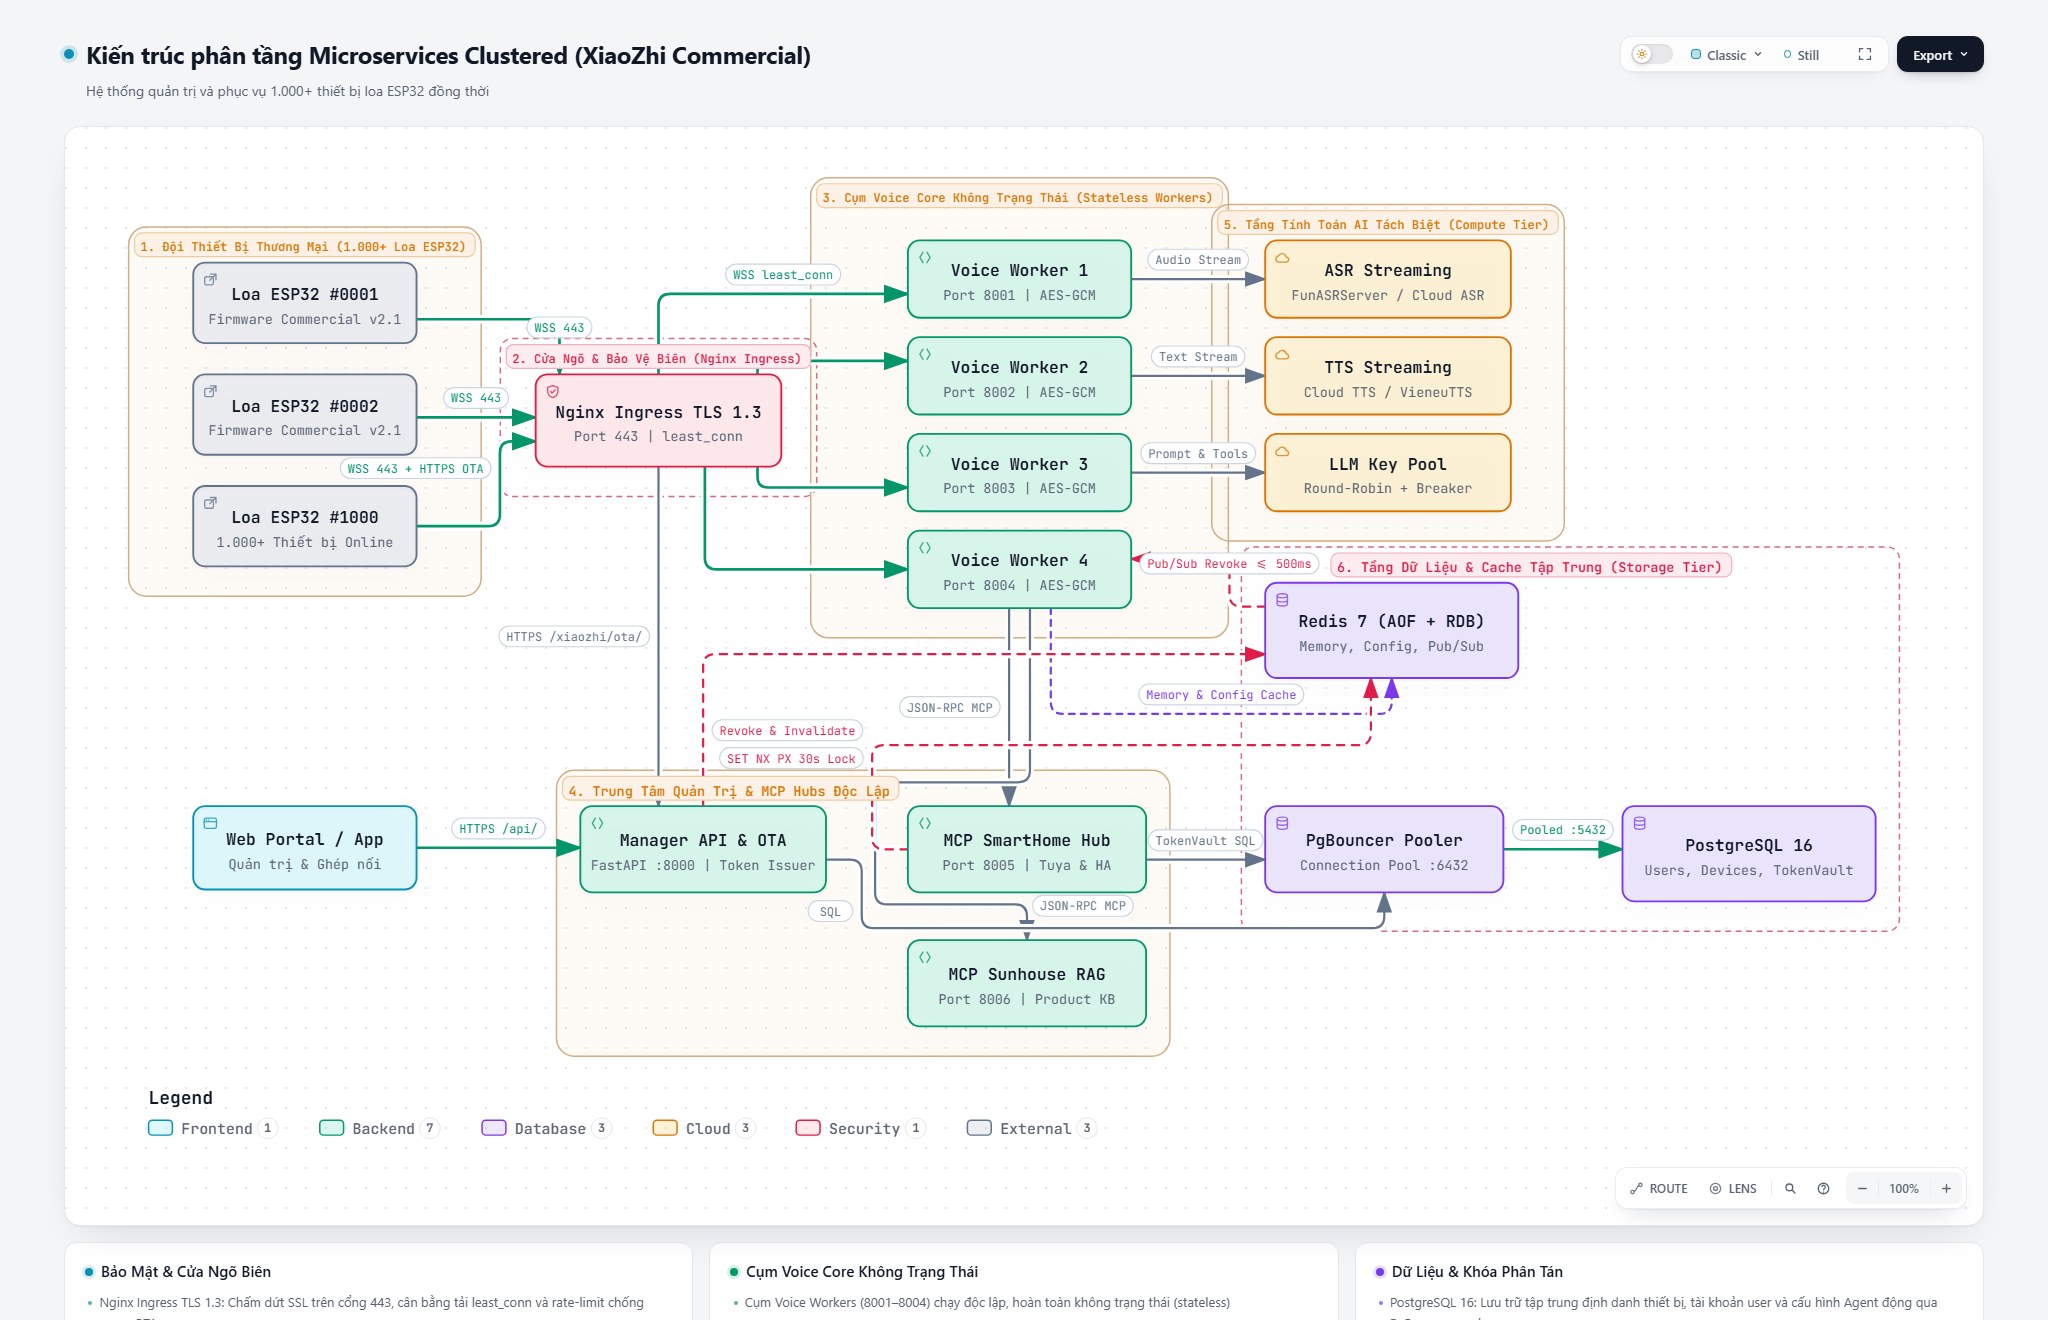 Kiến trúc phân tầng Microservices Clustered (XiaoZhi Commercial)
Hệ thống quản trị và phục vụ 1.000+ thiết bị loa ESP32 đồng thời
Classic
Still
Export
1. Đội Thiết Bị Thương Mại (1.000+ Loa ESP32)
Loa ESP32 #0001
Firmware Commercial v2.1
Loa ESP32 #0002
Firmware Commercial v2.1
Loa ESP32 #1000
1.000+ Thiết bị Online
WSS 443
WSS 443
WSS 443 + HTTPS OTA
2. Cửa Ngõ & Bảo Vệ Biên (Nginx Ingress)
Nginx Ingress TLS 1.3
Port 443 | least_conn
WSS least_conn
3. Cụm Voice Core Không Trạng Thái (Stateless Workers)
Voice Worker 1
Port 8001 | AES-GCM
Voice Worker 2
Port 8002 | AES-GCM
Voice Worker 3
Port 8003 | AES-GCM
Voice Worker 4
Port 8004 | AES-GCM
Audio Stream
Text Stream
Prompt & Tools
5. Tầng Tính Toán AI Tách Biệt (Compute Tier)
ASR Streaming
FunASRServer / Cloud ASR
TTS Streaming
Cloud TTS / VieneuTTS
LLM Key Pool
Round-Robin + Breaker
Pub/Sub Revoke ≤ 500ms
6. Tầng Dữ Liệu & Cache Tập Trung (Storage Tier)
Redis 7 (AOF + RDB)
Memory, Config, Pub/Sub
HTTPS /xiaozhi/ota/
Memory & Config Cache
JSON-RPC MCP
Revoke & Invalidate
SET NX PX 30s Lock
4. Trung Tâm Quản Trị & MCP Hubs Độc Lập
Web Portal / App
Quản trị & Ghép nối
HTTPS /api/
Manager API & OTA
FastAPI :8000 | Token Issuer
MCP SmartHome Hub
Port 8005 | Tuya & HA
TokenVault SQL
PgBouncer Pooler
Connection Pool :6432
Pooled :5432
PostgreSQL 16
Users, Devices, TokenVault
SQL
JSON-RPC MCP
MCP Sunhouse RAG
Port 8006 | Product KB
Legend
Frontend 1
Backend 7
Database 3
Cloud 3
Security 1
External 3
ROUTE
LENS
100%
Bảo Mật & Cửa Ngõ Biên
• Nginx Ingress TLS 1.3: Chấm dứt SSL trên cổng 443, cân bằng tải least_conn và rate-limit chống
Cụm Voice Core Không Trạng Thái
• Cụm Voice Workers (8001–8004) chạy độc lập, hoàn toàn không trạng thái (stateless)
Dữ Liệu & Khóa Phân Tán
• PostgreSQL 16: Lưu trữ tập trung định danh thiết bị, tài khoản user và cấu hình Agent động qua